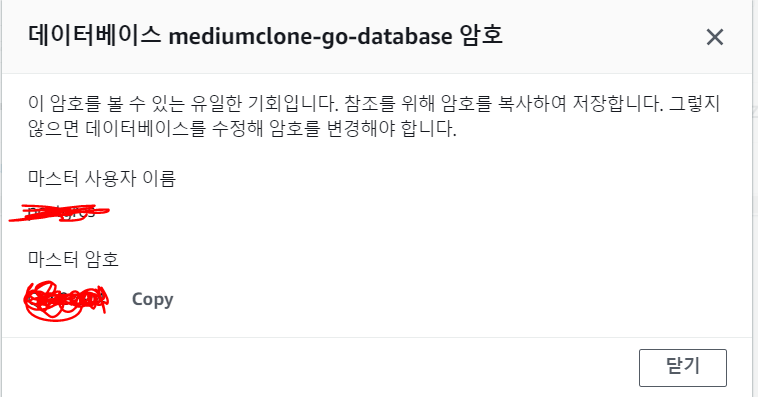 데이터베이스 mediumclone-go-database 암호
이 암호를 볼 수 있는 유일한 기회입니다. 참조를 위해 암호를 복사하여 저장합니다. 그렇지
않으면 데이터베이스를 수정해 암호를 변경해야 합니다.
마스터 사용자 이름
마스터 암호
Copy
닫기